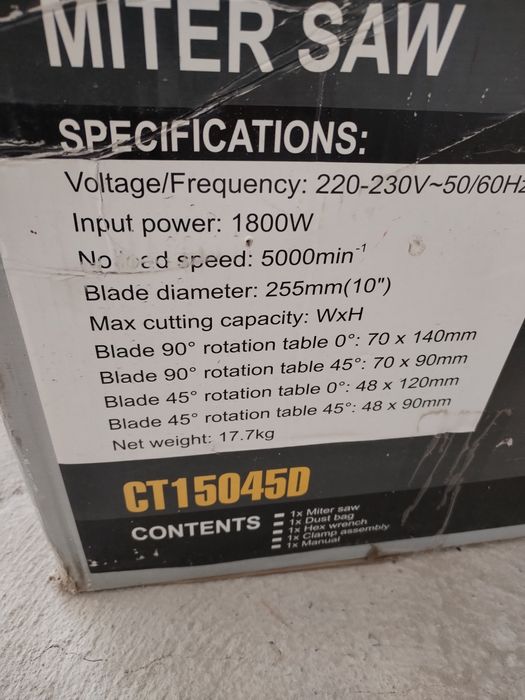 MITER SAW
SPECIFICATIONS:
Voltage/Frequency: 220-230V~50/60Hz
Input power: 1800W
No load speed: 5000min⁻¹
Blade diameter: 255mm(10")
Max cutting capacity: WxH
Blade 90° rotation table 0°: 70 x 140mm
Blade 90° rotation table 45°: 70 x 90mm
Blade 45° rotation table 0°: 48 x 120mm
Blade 45° rotation table 45°: 48 x 90mm
Net weight: 17.7kg
CT15045D
CONTENTS
1x Miter saw
1x Dust bag
1x Hex wrench
1x Clamp assembly
1x Manual